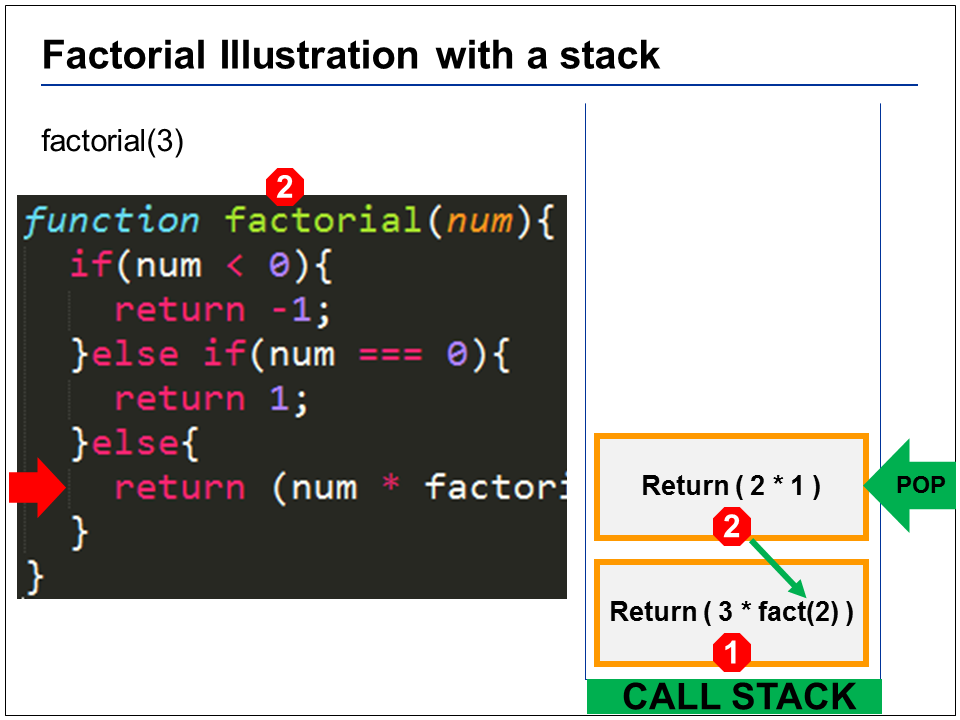 Factorial Illustration with a stack
factorial(3)
2
function factorial(num){
if(num < 0){
return -1;
}else if(num === 0){
return 1;
}else{
return (num * factori
}
}
Return ( 2 * 1 )
POP
2
Return ( 3 * fact(2) )
1
CALL STACK